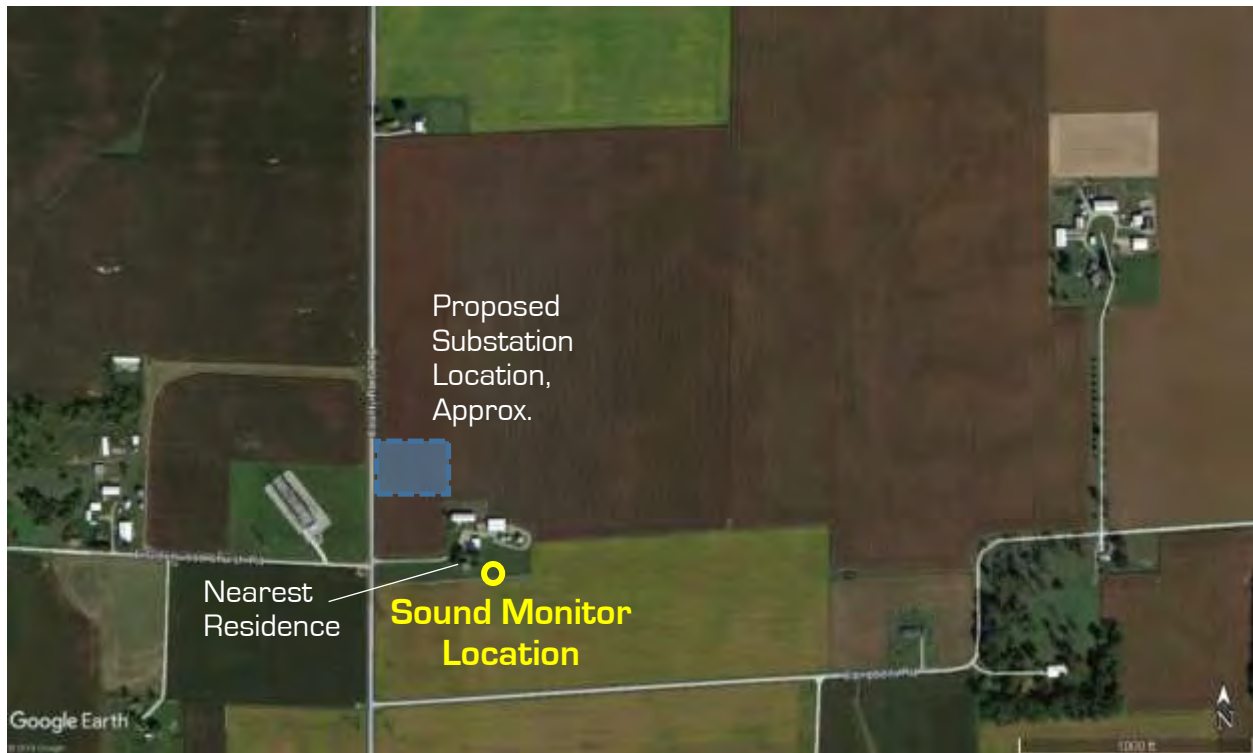 Proposed
Substation
Location,
Approx.
Nearest
Residence
Sound Monitor
Location
Google Earth
N
1000 ft